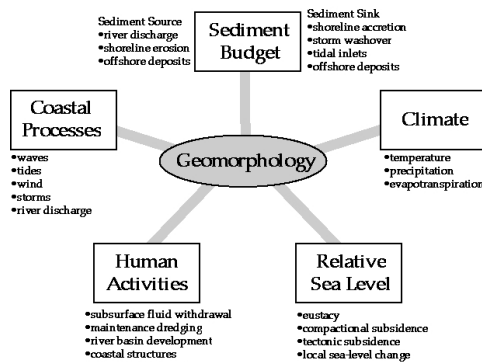 Sediment Source
•river discharge
•shoreline erosion
•offshore deposits
Sediment
Budget
Sediment Sink
•shoreline accretion
•storm washover
•tidal inlets
•offshore deposits
Coastal
Processes
•waves
•tides
•wind
•storms
•river discharge
Geomorphology
Climate
•temperature
•precipitation
•evapotranspiration
Human
Activities
•subsurface fluid withdrawal
•maintenance dredging
•river basin development
•coastal structures
Relative
Sea Level
•eustacy
•compactional subsidence
•tectonic subsidence
•local sea-level change